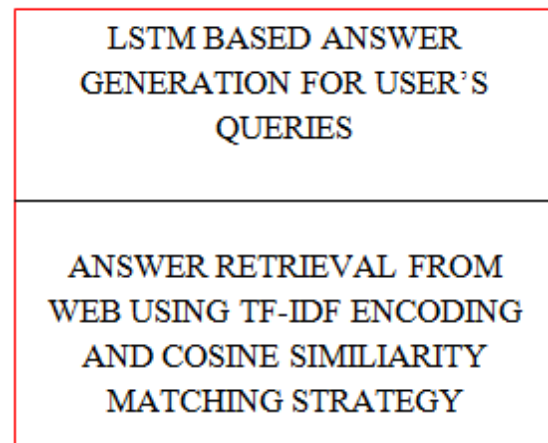 LSTM BASED ANSWER
GENERATION FOR USER’S
QUERIES
ANSWER RETRIEVAL FROM
WEB USING TF-IDF ENCODING
AND COSINE SIMILIARITY
MATCHING STRATEGY